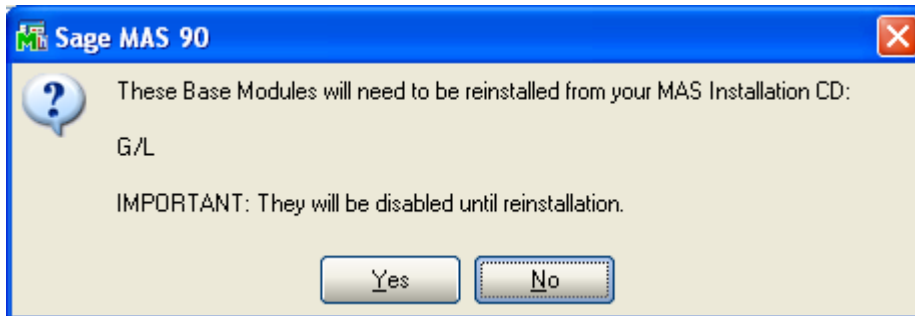 Sage MAS 90
These Base Modules will need to be reinstalled from your MAS Installation CD:
G/L
IMPORTANT: They will be disabled until reinstallation.
Yes
No